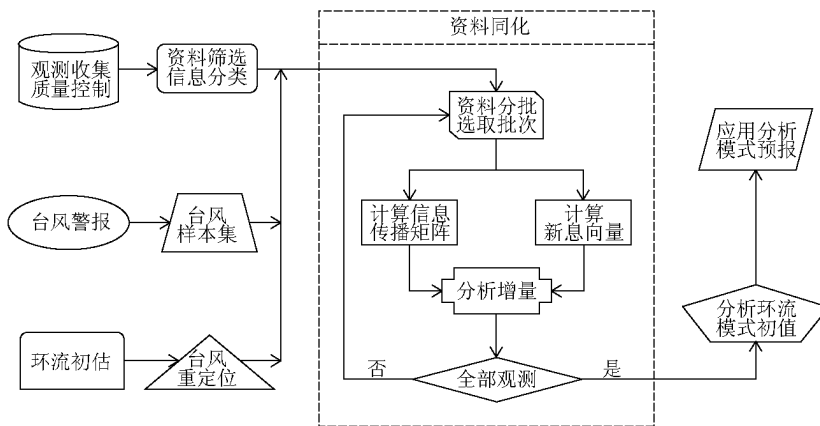 资料同化
观测收集
质量控制
资料筛选
信息分类
资料分批
选取批次
应用分析
模式预报
台风警报
台风
样本集
计算信息
传播矩阵
计算
新息向量
分析增量
分析环流
模式初值
环流初估
台风
重定位
否
全部观测
是